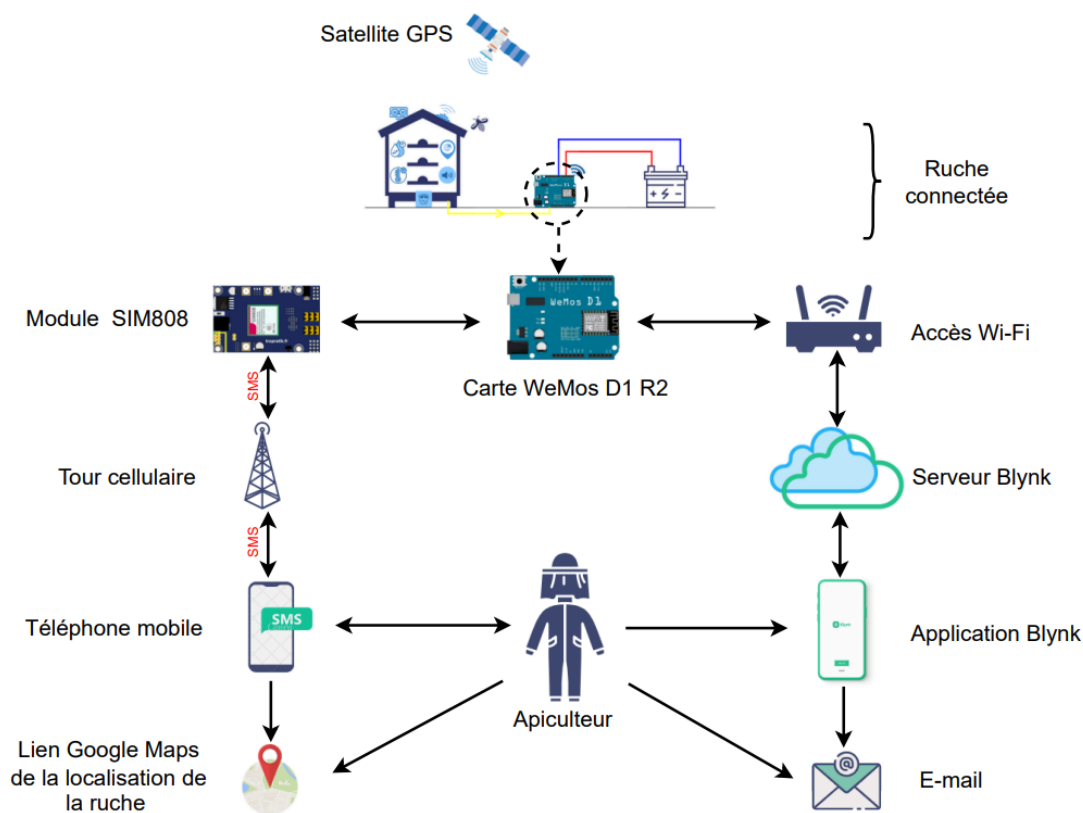 Satellite GPS
Ruche
connectée
Module SIM808
WeMos D1
Accès Wi-Fi
Carte WeMos D1 R2
SMS
Tour cellulaire
Serveur Blynk
SMS
SMS
Téléphone mobile
Application Blynk
Apiculteur
Lien Google Maps
de la localisation de
la ruche
@
E-mail